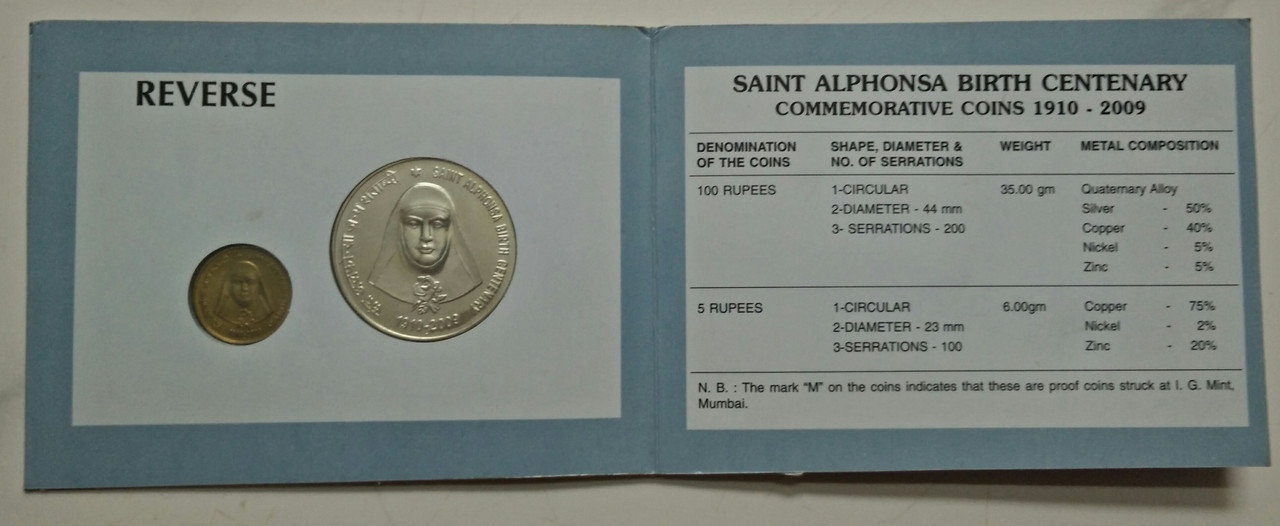 REVERSE
SAINT ALPHONSA BIRTH CENTENARY
1910-2009
SAINT ALPHONSA BIRTH CENTENARY
COMMEMORATIVE COINS 1910 - 2009
DENOMINATION OF THE COINS SHAPE, DIAMETER & NO. OF SERRATIONS WEIGHT METAL COMPOSITION
100 RUPEES 1-CIRCULAR 35.00 gm Quaternary Alloy
2-DIAMETER - 44 mm Silver - 50%
3- SERRATIONS - 200 Copper - 40%
Nickel - 5%
Zinc - 5%
5 RUPEES 1-CIRCULAR 6.00gm Copper - 75%
2-DIAMETER - 23 mm Nickel - 2%
3-SERRATIONS - 100 Zinc - 20%
N. B. : The mark "M" on the coins indicates that these are proof coins struck at I. G. Mint,
Mumbai.